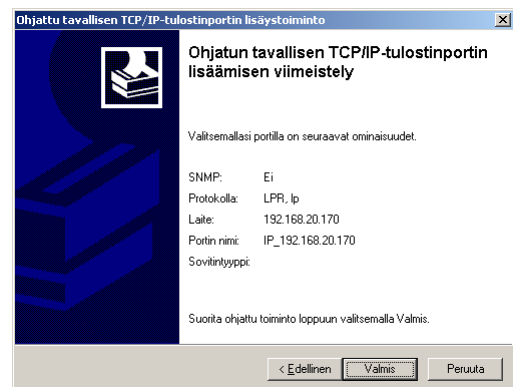 Ohjattu tavallisen TCP/IP-tulostinportin lisäystoiminto
Ohjatun tavallisen TCP/IP-tulostinportin
lisäämisen viimeistely
Valitsemallasi portilla on seuraavat ominaisuudet.
SNMP: Ei
Protokolla: LPR, lp
Laite: 192.168.20.170
Portin nimi: IP_192.168.20.170
Sovitintyyppi:
Suorita ohjattu toiminto loppuun valitsemalla Valmis.
< Edellinen Valmis Peruuta